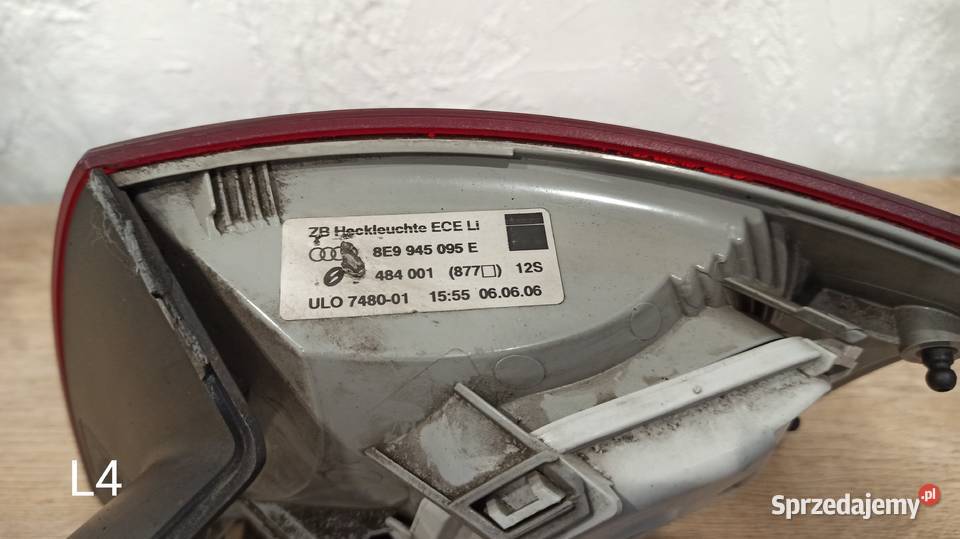 ZB Heckleuchte ECE Li
8E9 945 095 E
484 001 (877□) 12S
ULO 7480-01 15:55 06.06.06
L4
Sprzedajemy.pl